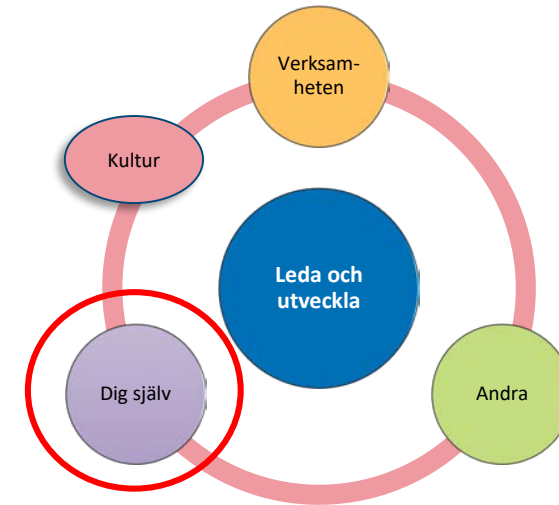 Verksam-
heten
Kultur
Leda och
utveckla
Dig själv
Andra